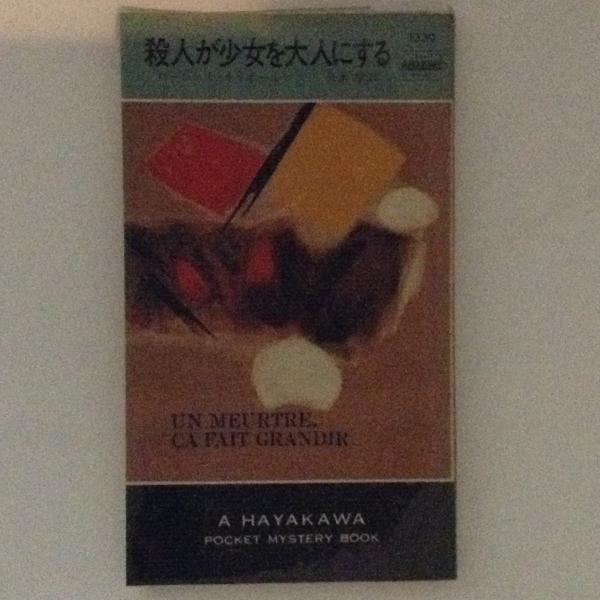 殺人が少女を大人にする
UN MEURTRE,
ÇA FAIT GRANDIR
A HAYAKAWA
POCKET MYSTERY BOOK